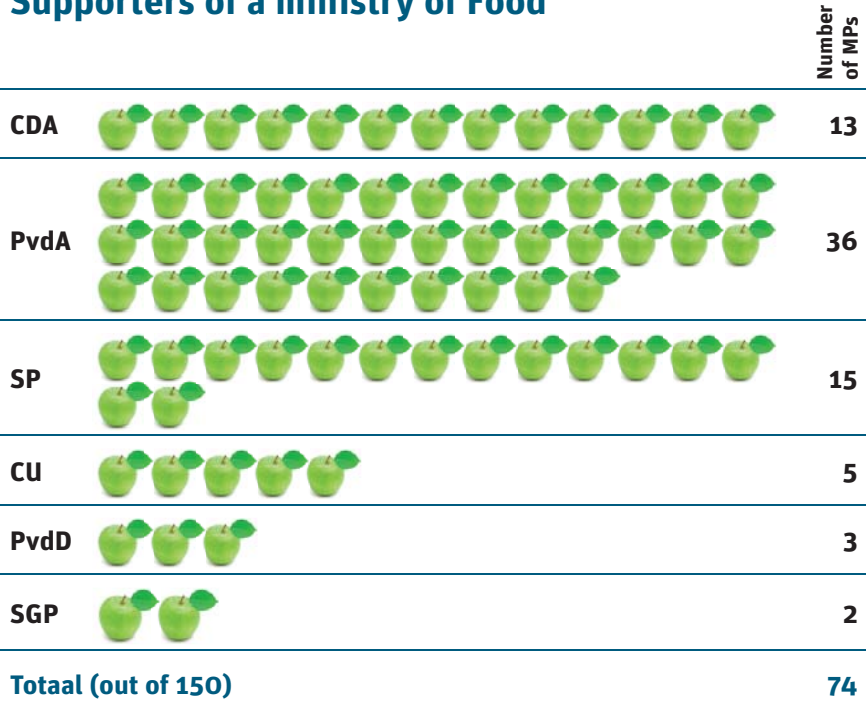 Supporters of a ministry of Food
Number
of MPs
CDA 13
PvdA 36
SP 15
CU 5
PvdD 3
SGP 2
Totaal (out of 150) 74